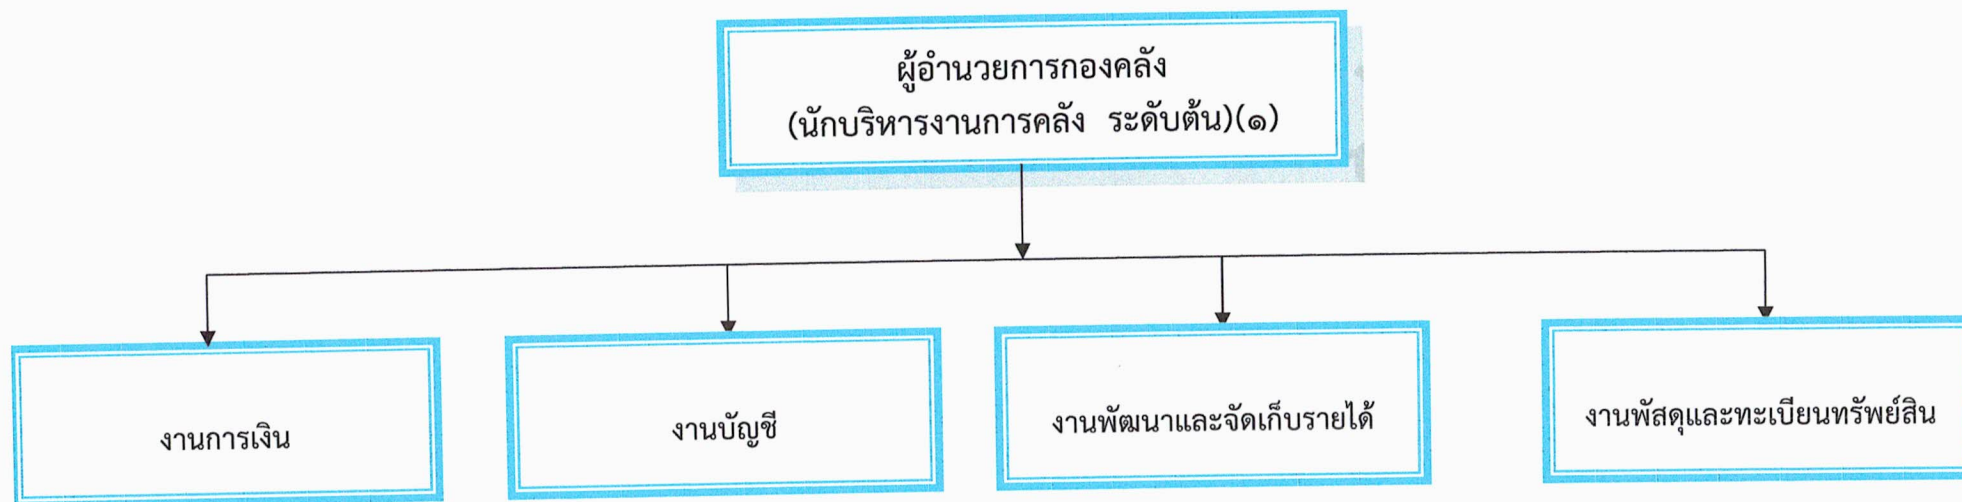 ผู้อำนวยการกองคลัง
(นักบริหารงานการคลัง ระดับต้น)(๑)
งานการเงิน
งานบัญชี
งานพัฒนาและจัดเก็บรายได้
งานพัสดุและทะเบียนทรัพย์สิน